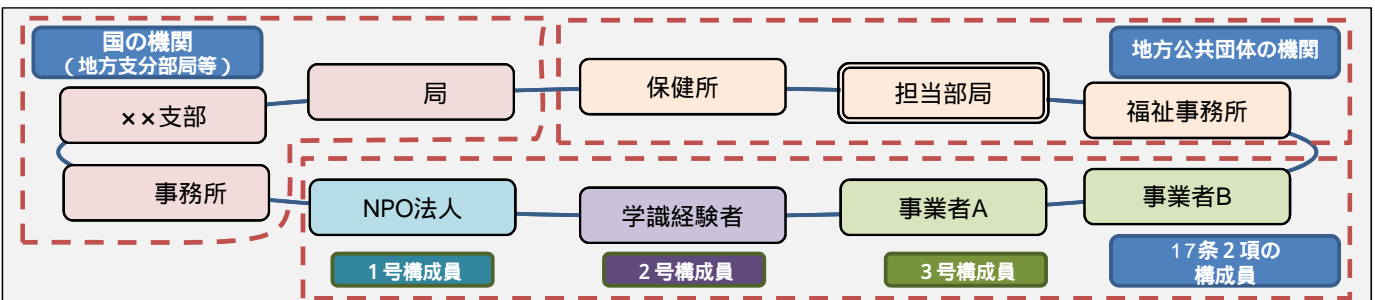 国の機関
（地方支分部局等）
地方公共団体の機関
××支部
局
保健所
担当部局
福祉事務所
事務所
NPO法人
学識経験者
事業者A
事業者B
1号構成員
2号構成員
3号構成員
17条2項の
構成員